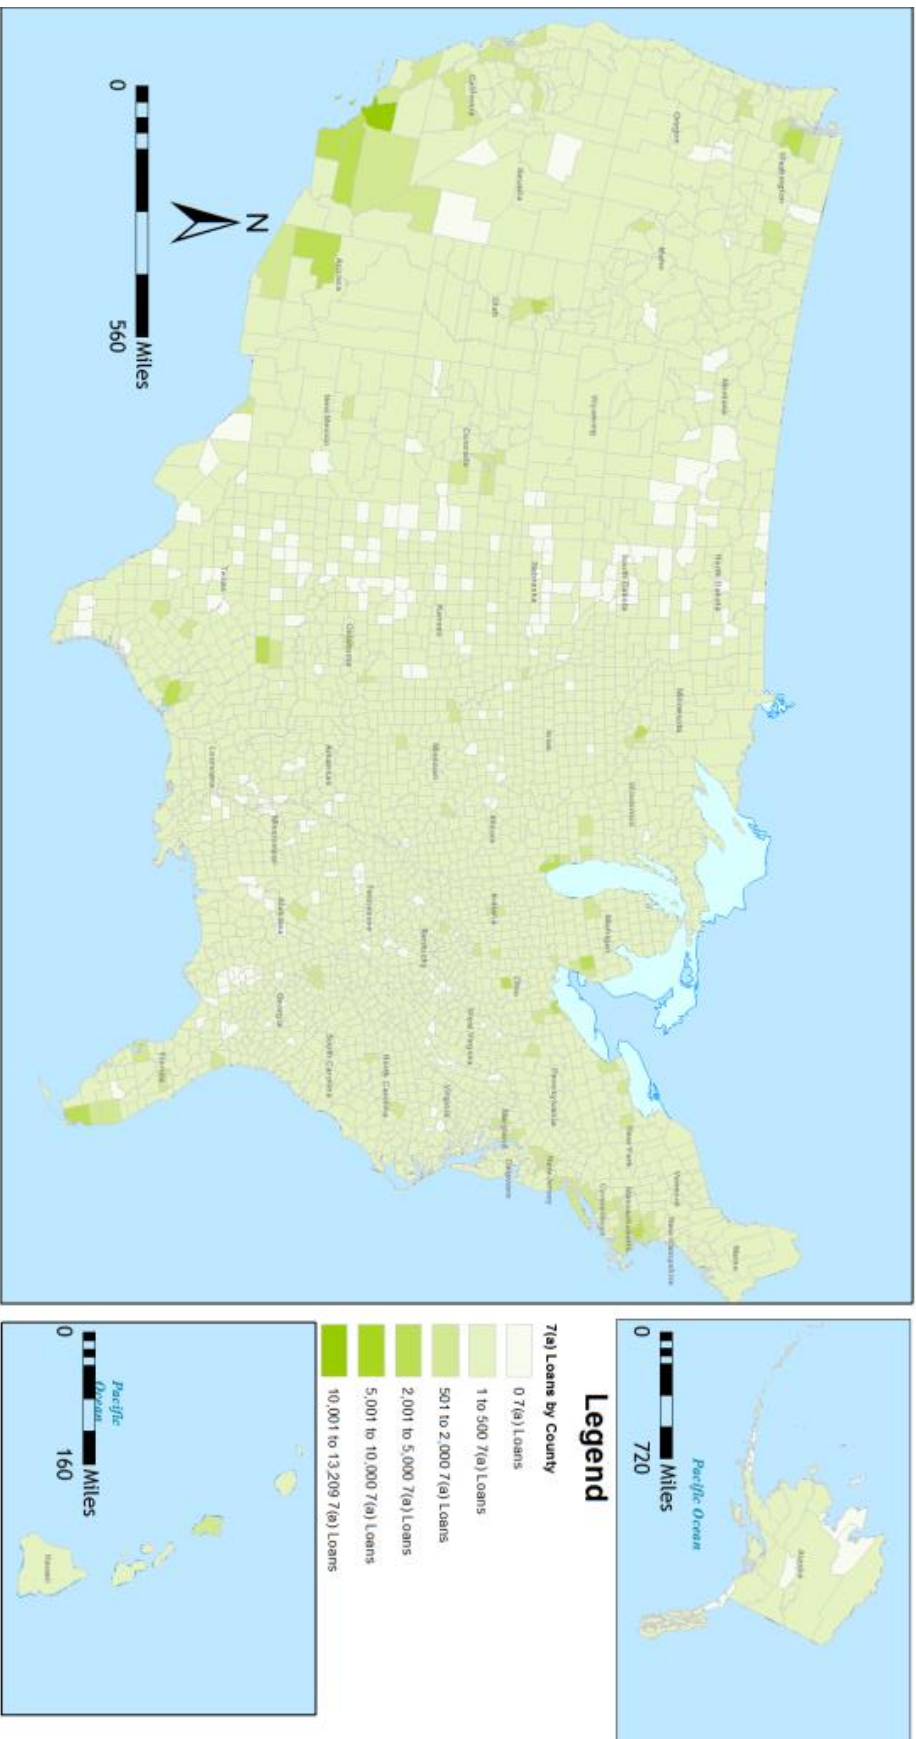 Washington
Maine
Montana
North Dakota
Minnesota
Oregon
Vermont
New Hampshire
Idaho
Wyoming
South Dakota
Wisconsin
Michigan
New York
Massachusetts
Connecticut
Nevada
Utah
Nebraska
Iowa
Illinois
Indiana
Ohio
Pennsylvania
New Jersey
California
Colorado
Kansas
Missouri
Kentucky
West Virginia
Virginia
Maryland
Delaware
Arizona
New Mexico
Oklahoma
Arkansas
Tennessee
North Carolina
South Carolina
Texas
Louisiana
Mississippi
Alabama
Georgia
Florida
N
Miles
0 560
Alaska
Pacific Ocean
Miles
0 720
Legend
7(a) Loans by County
0 7(a) Loans
1 to 500 7(a) Loans
501 to 2,000 7(a) Loans
2,001 to 5,000 7(a) Loans
5,001 to 10,000 7(a) Loans
10,001 to 13,209 7(a) Loans
Pacific
Ocean
Miles
0 160
Hawaii